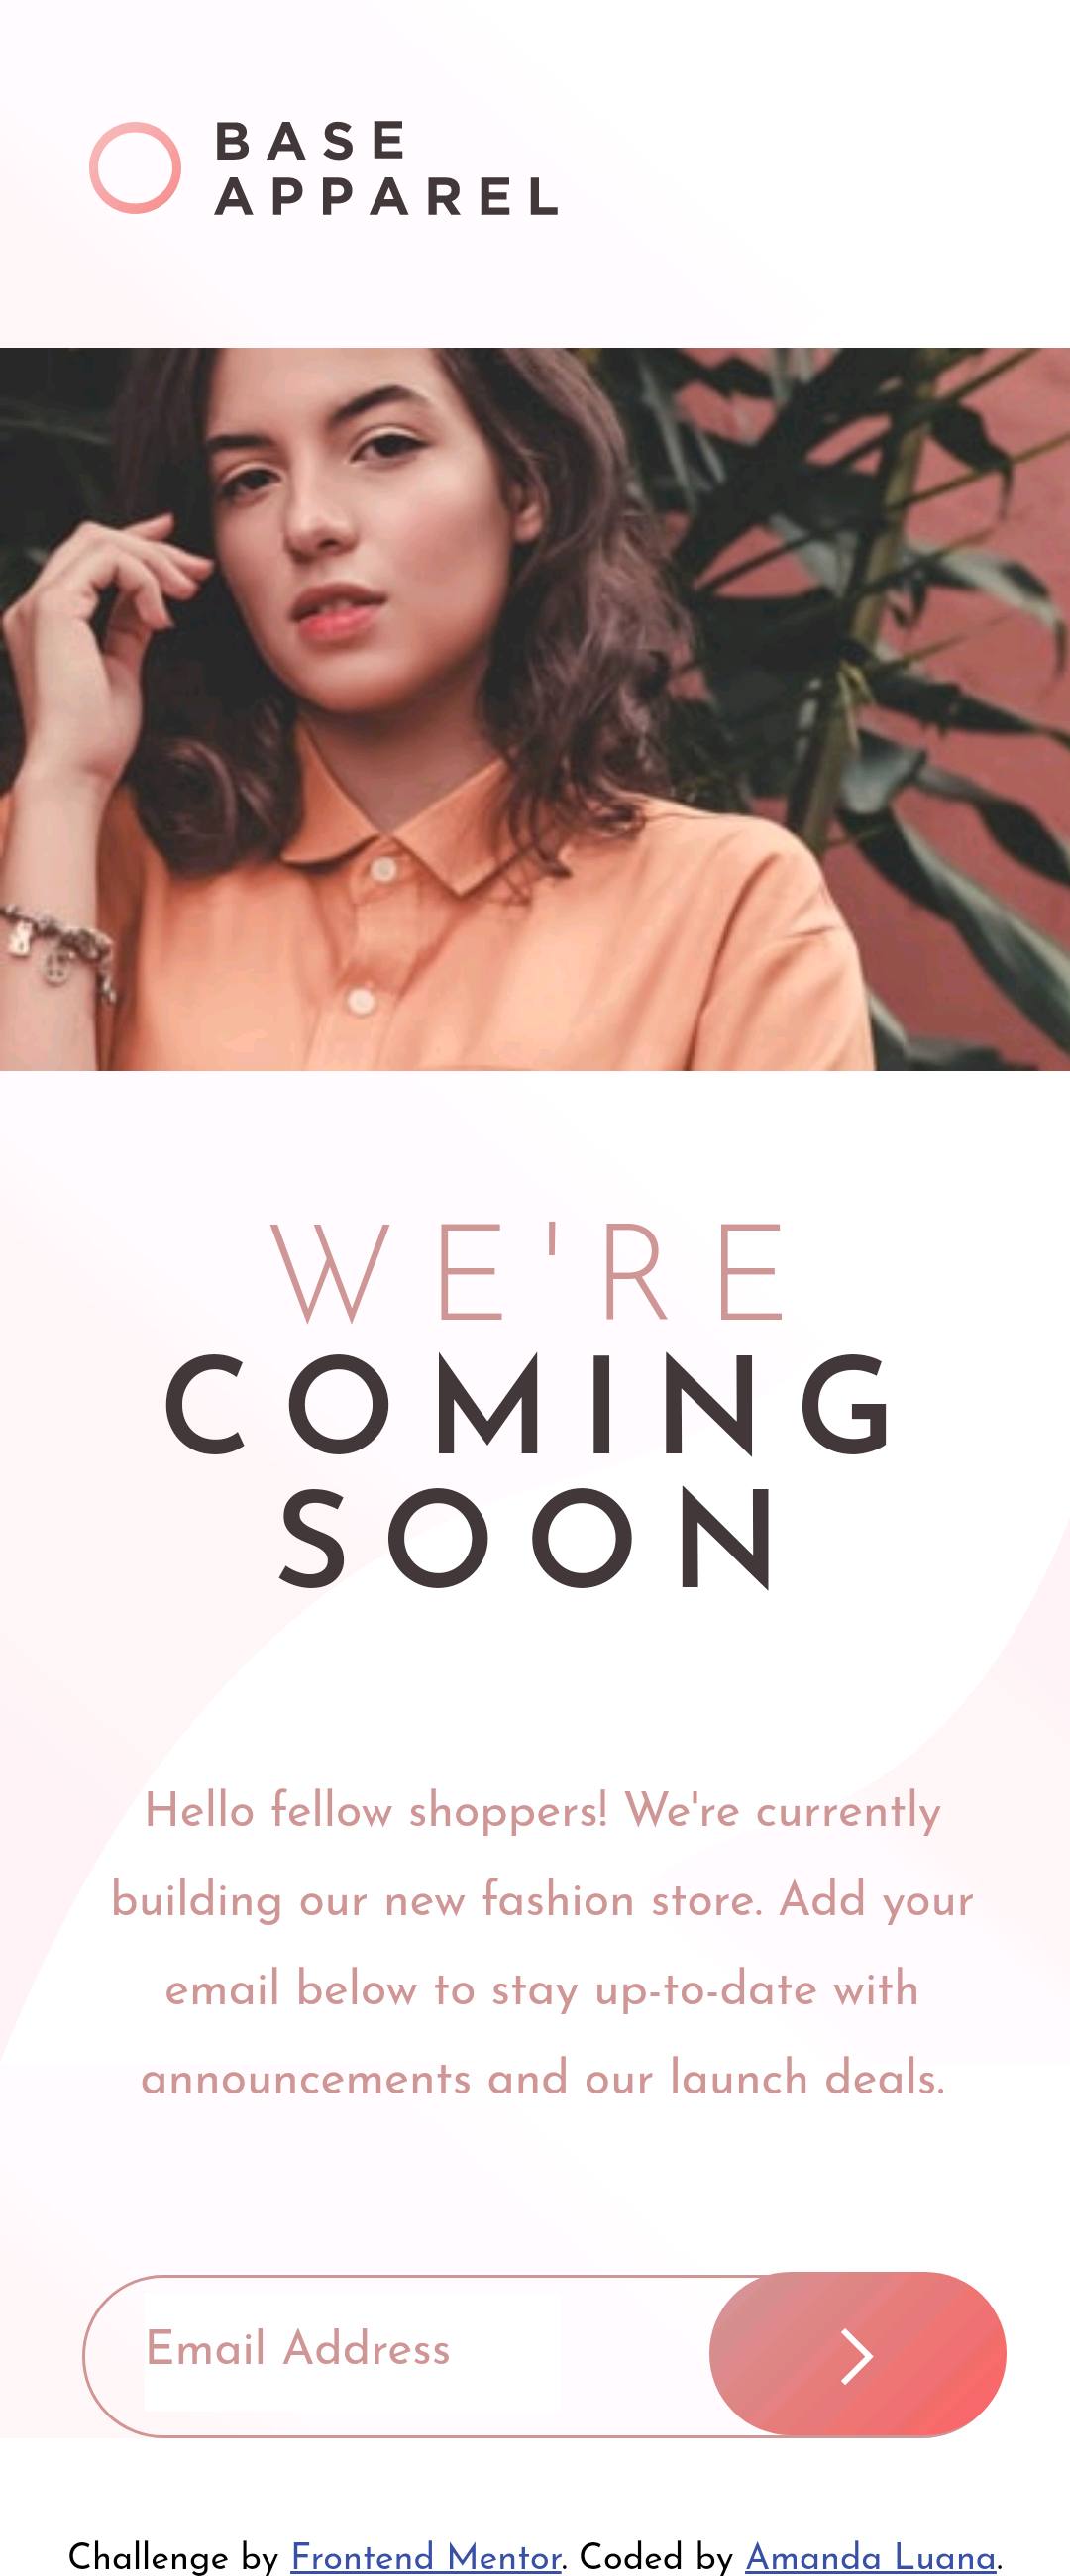 BASE
APPAREL
WE'RE
COMING
SOON
Hello fellow shoppers! We're currently
building our new fashion store. Add your
email below to stay up-to-date with
announcements and our launch deals.
Email Address
Challenge by Frontend Mentor. Coded by Amanda Luana.